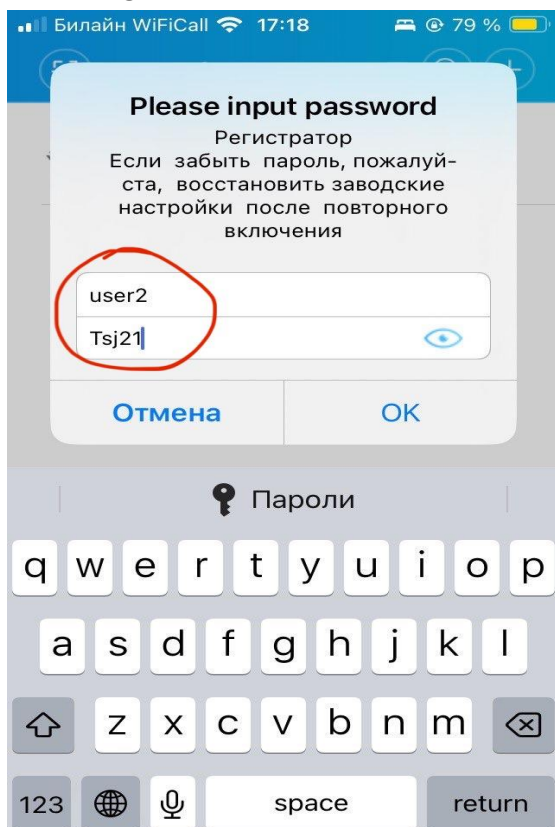 Билайн WiFiCall 17:18 79 %
Please input password
Регистратор
Если забыть пароль, пожалуй-
ста, восстановить заводские
настройки после повторного
включения
user2
Tsj21
Отмена OK
Пароли
q w e r t y u i o p
a s d f g h j k l
z x c v b n m
123 space return